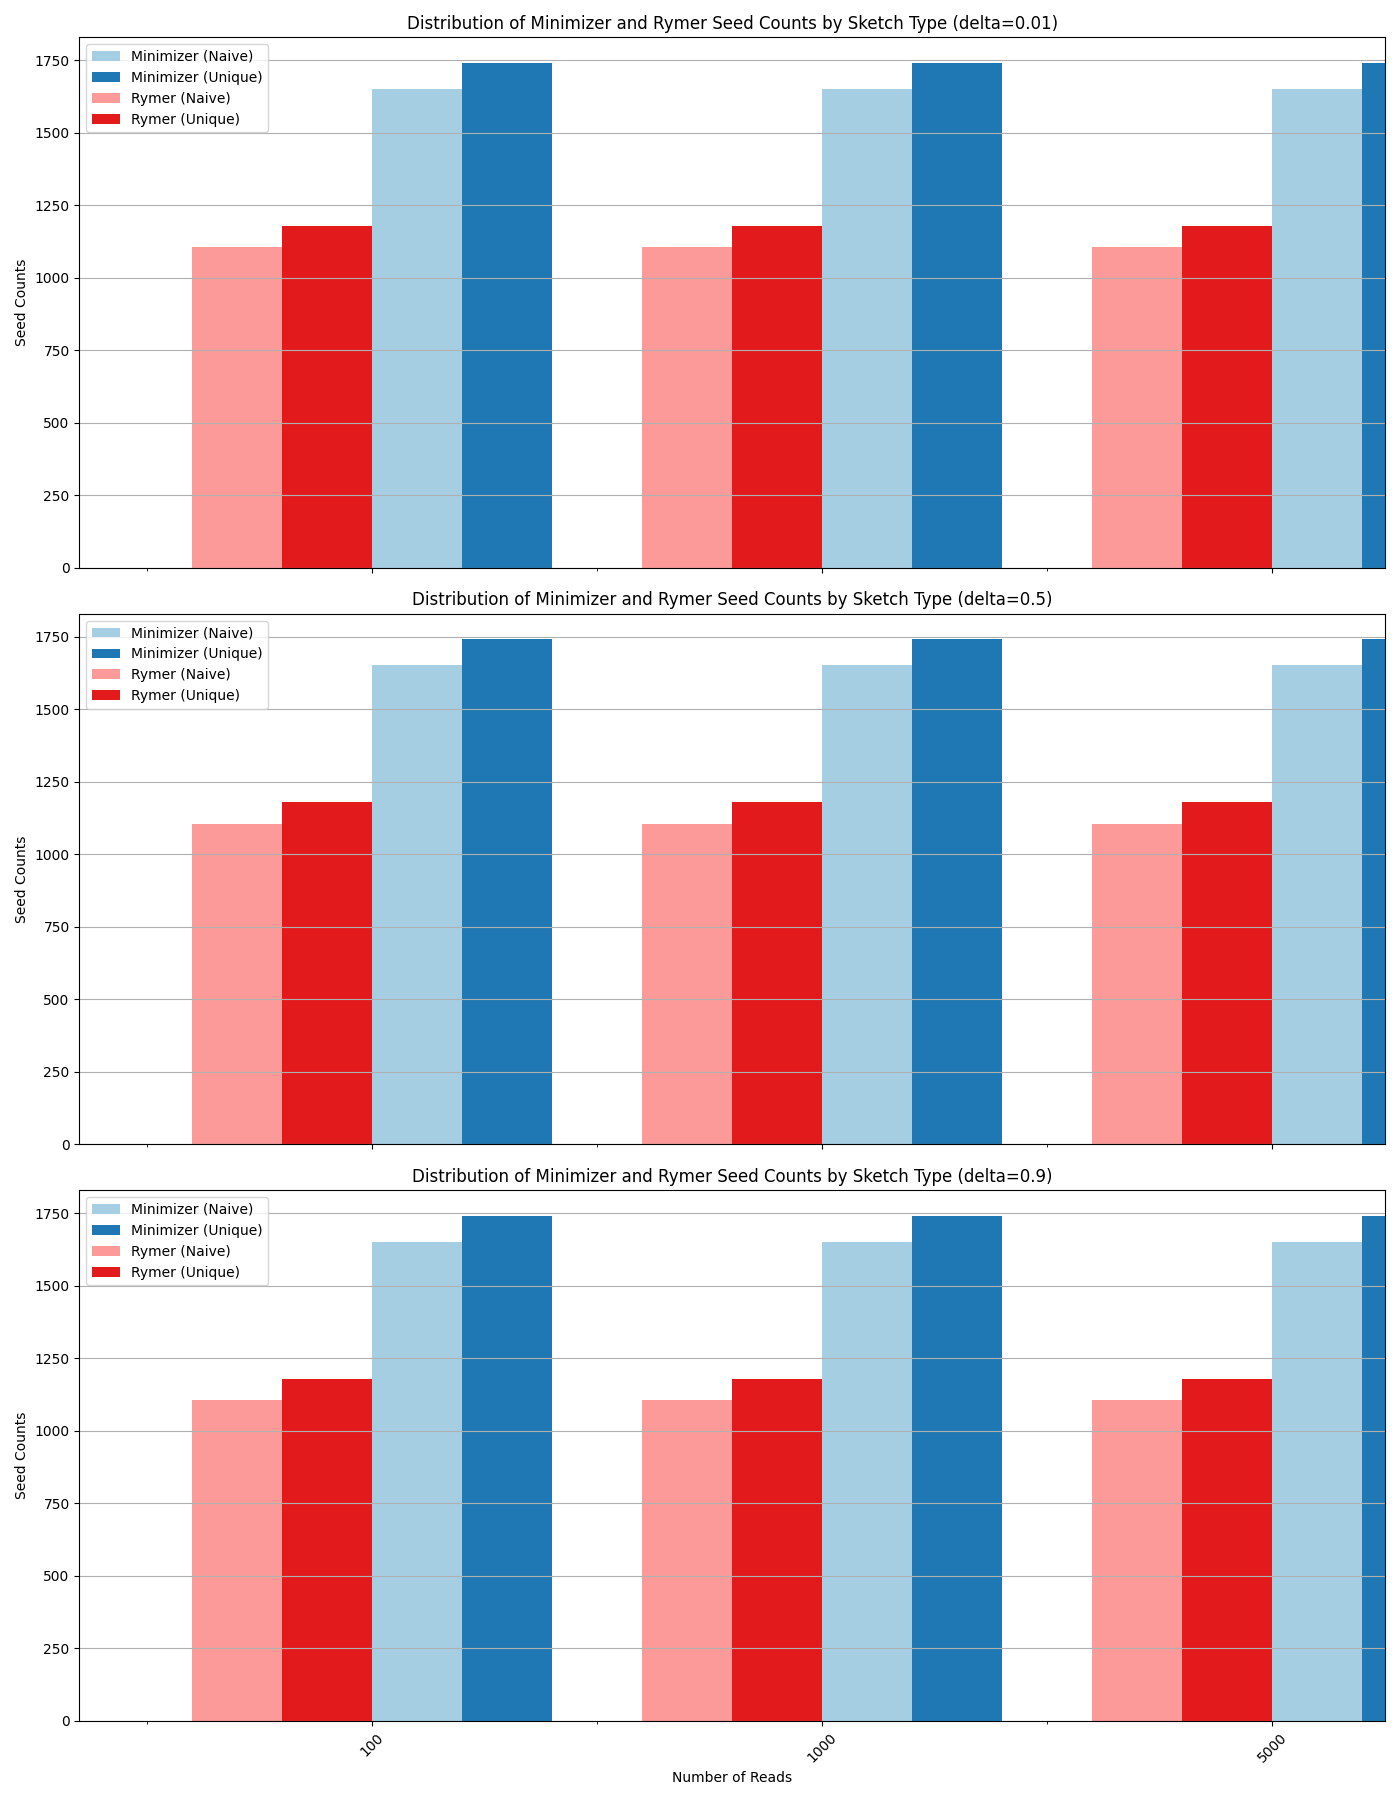 Distribution of Minimizer and Rymer Seed Counts by Sketch Type (delta=0.01)
Minimizer (Naive)
Minimizer (Unique)
Rymer (Naive)
Rymer (Unique)
1750
1500
1250
1000
750
500
250
0
Seed Counts
Distribution of Minimizer and Rymer Seed Counts by Sketch Type (delta=0.5)
Minimizer (Naive)
Minimizer (Unique)
Rymer (Naive)
Rymer (Unique)
1750
1500
1250
1000
750
500
250
0
Seed Counts
Distribution of Minimizer and Rymer Seed Counts by Sketch Type (delta=0.9)
Minimizer (Naive)
Minimizer (Unique)
Rymer (Naive)
Rymer (Unique)
1750
1500
1250
1000
750
500
250
0
Seed Counts
100
1000
5000
Number of Reads